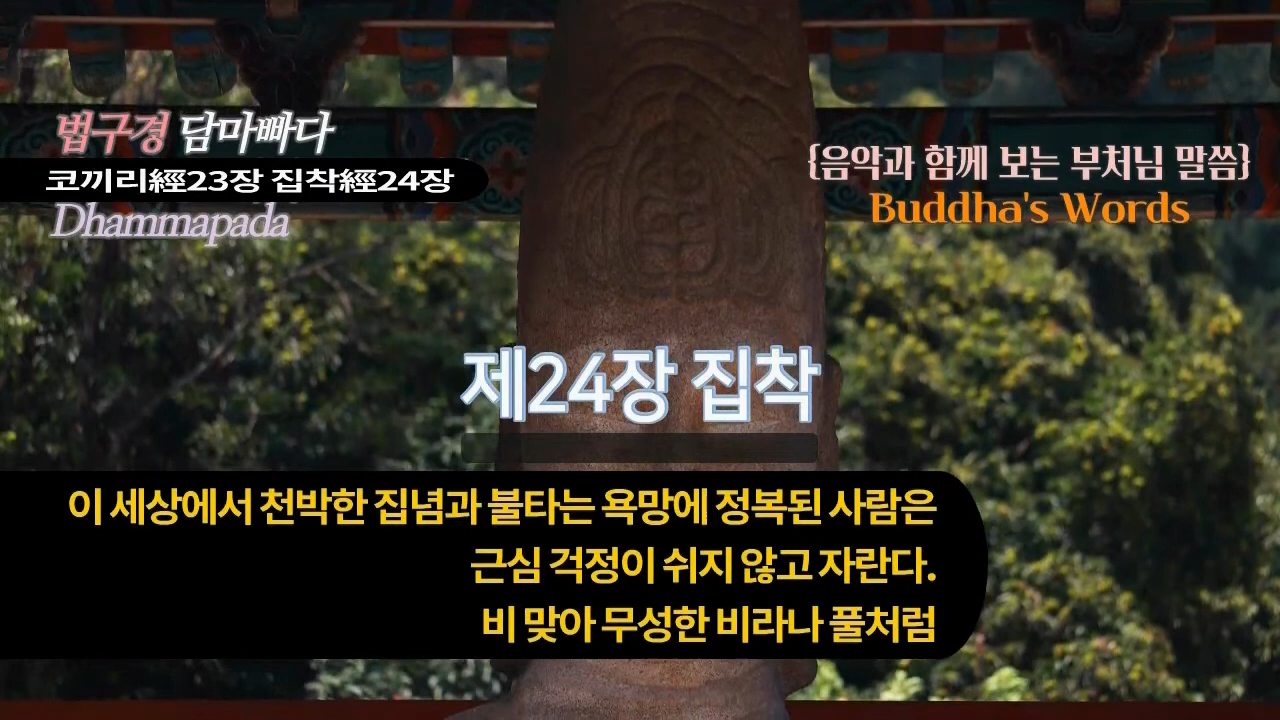 법구경 담마빠다
코끼리經23장 집착經24장
Dhammapada
{음악과 함께 보는 부처님 말씀}
Buddha's Words
제24장 집착
이 세상에서 천박한 집념과 불타는 욕망에 정복된 사람은
근심 걱정이 쉬지 않고 자란다.
비 맞아 무성한 비라나 풀처럼